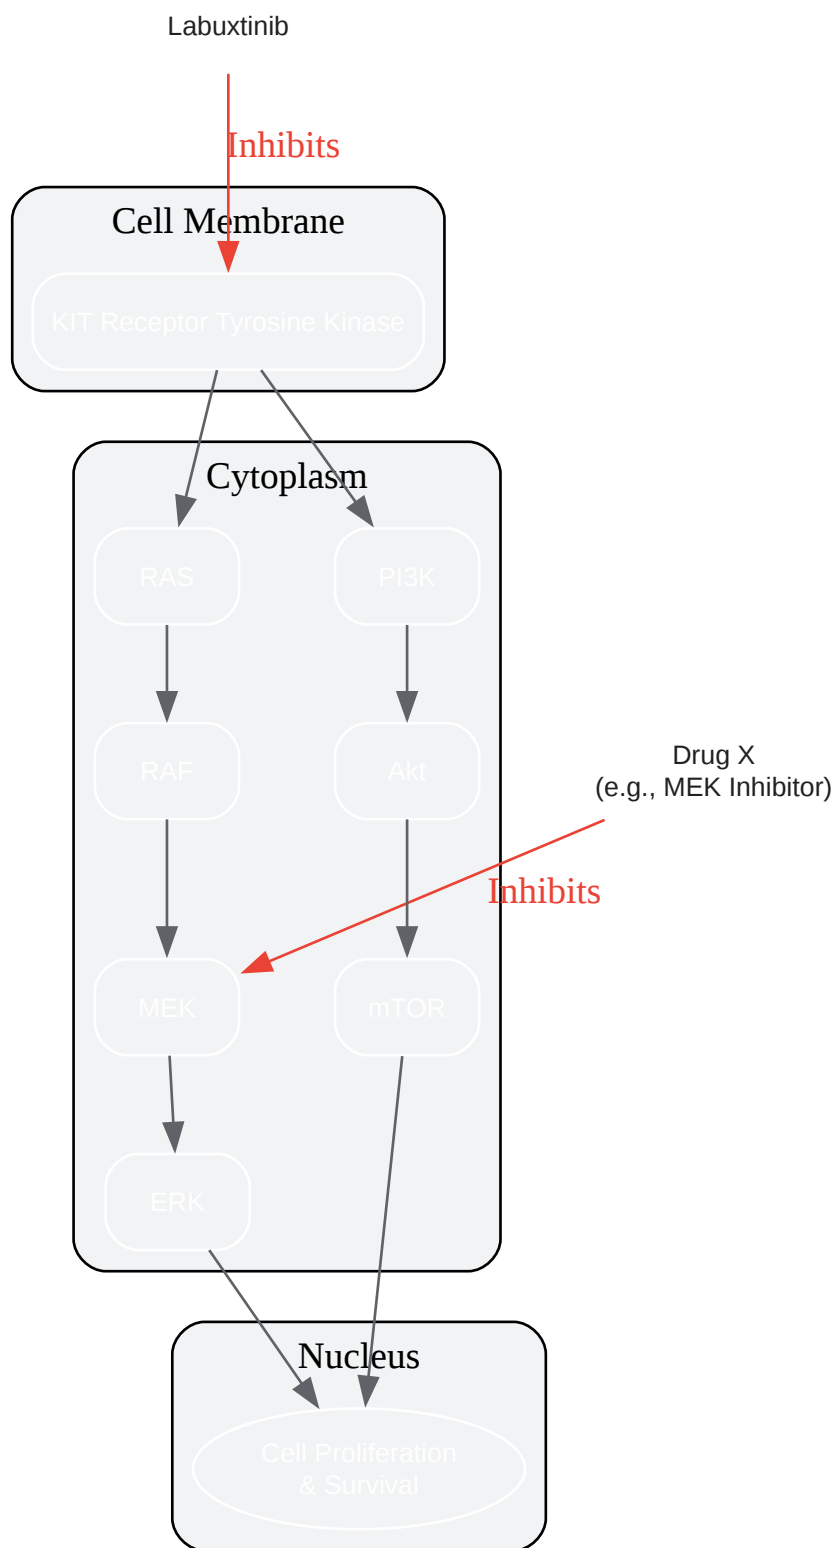 Labuxtinib
Inhibits
Cell Membrane
KIT Receptor Tyrosine Kinase
Cytoplasm
RAS
PI3K
RAF
Akt
Drug X
(e.g., MEK Inhibitor)
Inhibits
MEK
mTOR
ERK
Nucleus
Cell Proliferation
& Survival